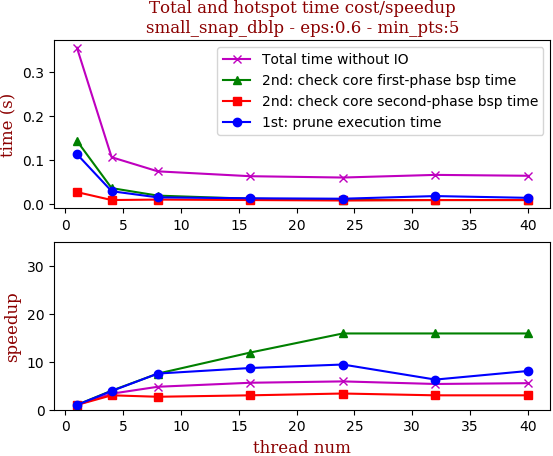 Total and hotspot time cost/speedup
small_snap_dblp - eps:0.6 - min_pts:5
time (s)
0.3
0.2
0.1
0.0
Total time without IO
2nd: check core first-phase bsp time
2nd: check core second-phase bsp time
1st: prune execution time
0 5 10 15 20 25 30 35 40
speedup
30
20
10
0
0 5 10 15 20 25 30 35 40
thread num